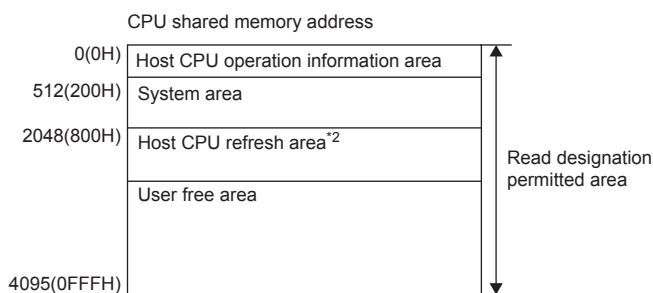 CPU shared memory address
0(0H)
Host CPU operation information area
512(200H)
System area
2048(800H)
Host CPU refresh area*2
Read designation
permitted area
User free area
4095(0FFFH)